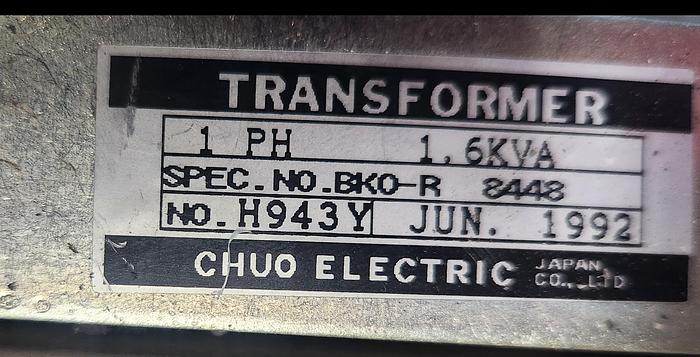 TRANSFORMER
1 PH 1.6KVA
SPEC.NO.BKO-R 8448
NO.H943Y JUN. 1992
CHUO ELECTRIC JAPAN CO.,LTD